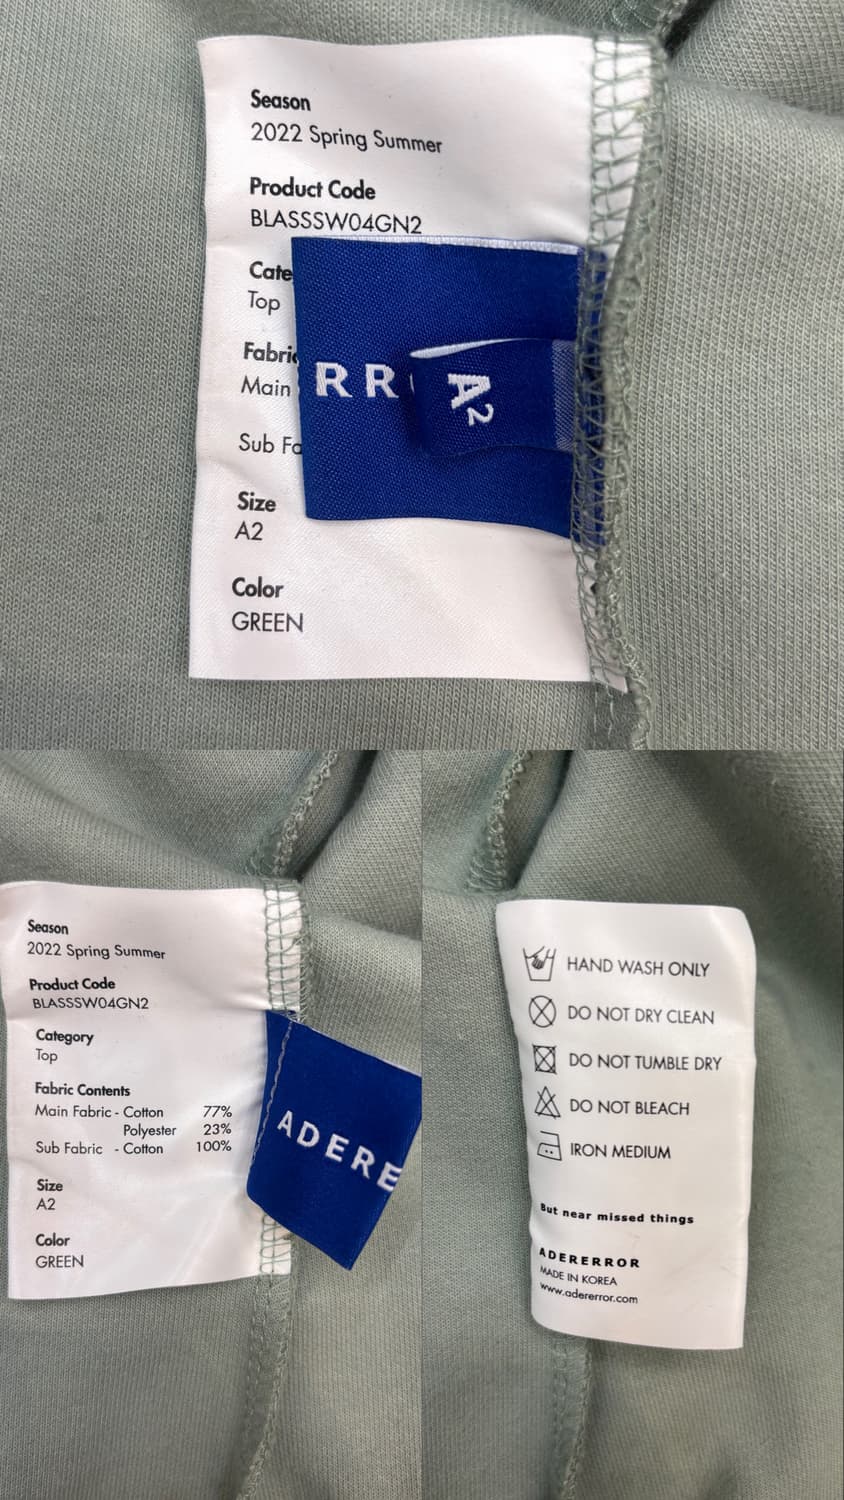 Season
2022 Spring Summer
Product Code
BLASSSW04GN2
Cate
Top
Fabric
Main
R R
A2
Sub Fa
Size
A2
Color
GREEN
Season
2022 Spring Summer
Product Code
BLASSSW04GN2
Category
Top
Fabric Contents
Main Fabric - Cotton 77%
Polyester 23%
Sub Fabric - Cotton 100%
Size
A2
Color
GREEN
ADERE
HAND WASH ONLY
DO NOT DRY CLEAN
DO NOT TUMBLE DRY
DO NOT BLEACH
IRON MEDIUM
But near missed things
ADERERROR
MADE IN KOREA
www.adererror.com